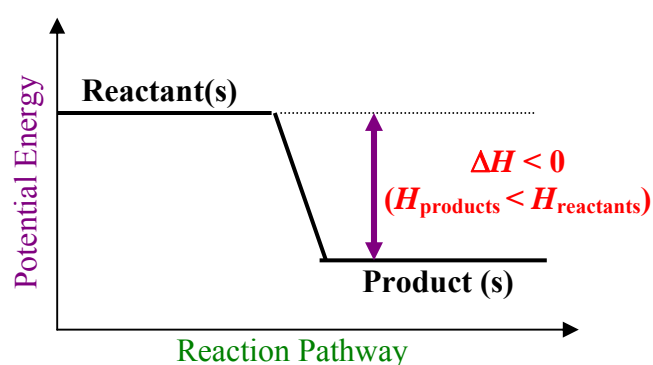 Potential Energy
Reactant(s)
ΔH < 0
(Hproducts < Hreactants)
Product (s)
Reaction Pathway